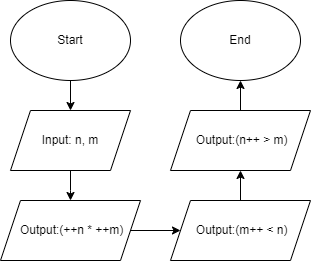 Start
Input: n, m
Output:(++n * ++m)
Output:(m++ < n)
Output:(n++ > m)
End